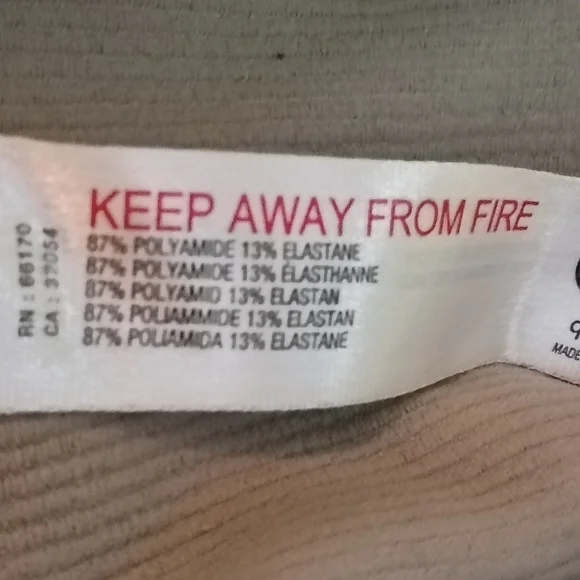 KEEP AWAY FROM FIRE
87% POLYAMIDE 13% ELASTANE
87% POLYAMIDE 13% ÉLASTHANNE
87% POLYAMID 13% ELASTAN
87% POLIAMMIDE 13% ELASTAN
87% POLIAMIDA 13% ELASTANE
RN : 66170
CA : 37054
MADE